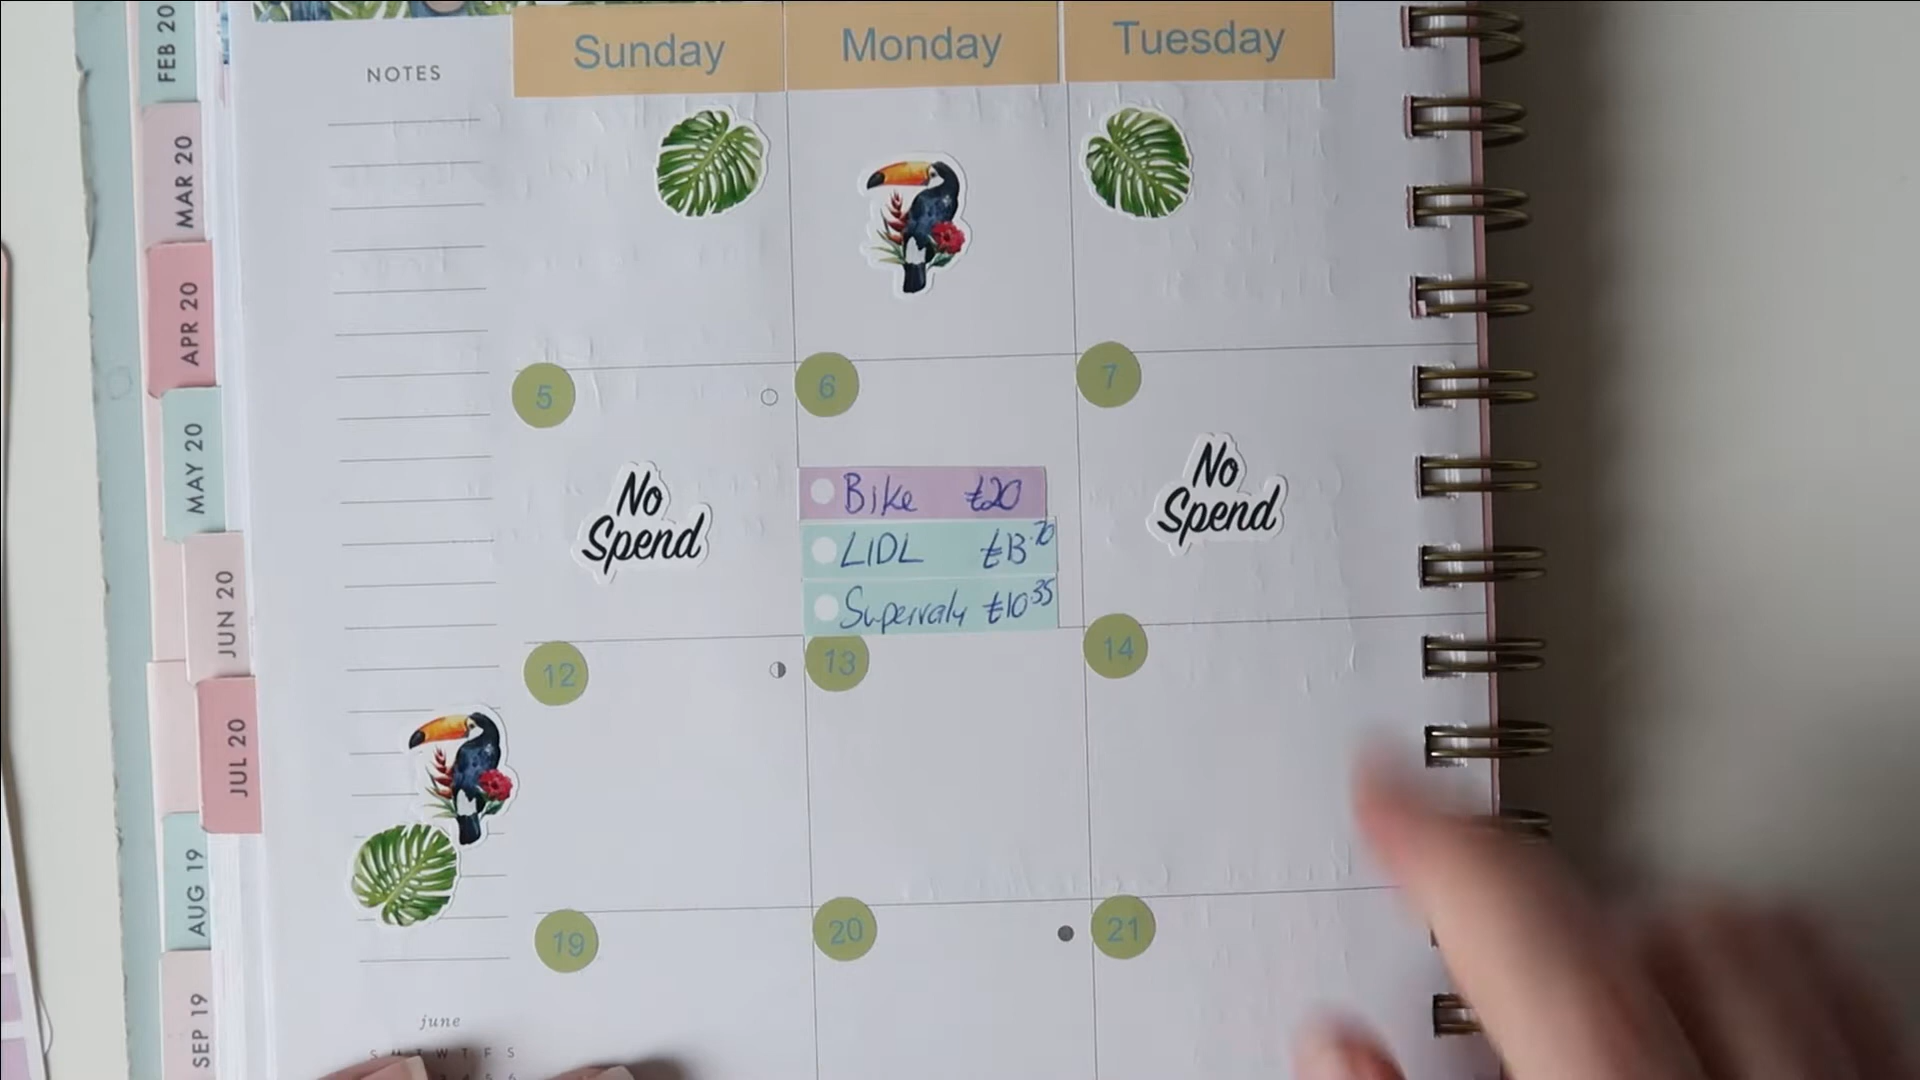 FEB 20
MAR 20
APR 20
MAY 20
JUN 20
JUL 20
AUG 19
SEP 19
NOTES
Sunday
Monday
Tuesday
5
6
7
No
Spend
Bike £20
LIDL £13.70
Supervalu £10.35
No
Spend
12
13
14
19
20
21
june